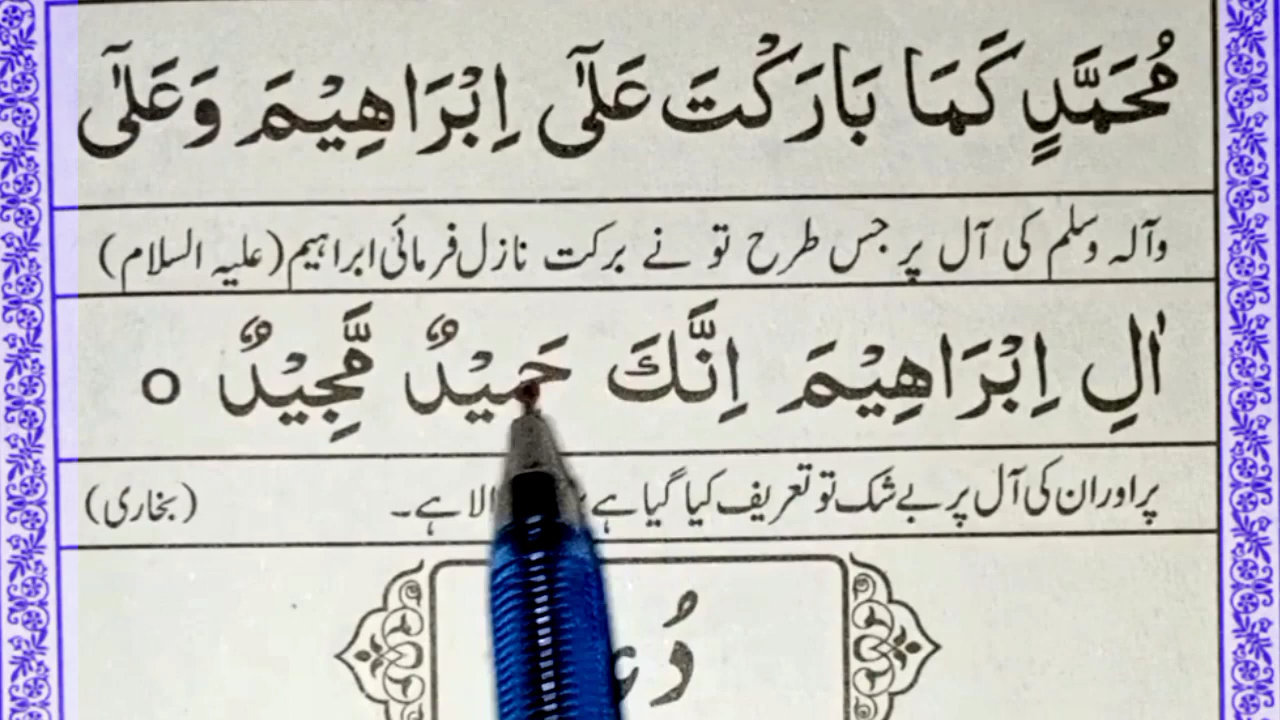 مُحَمَّدٍ كَمَا بَارَكْتَ عَلٰٓى اِبْرَاهِيْمَ وَعَلٰٓى
وآلہ وسلم کی آل پر جس طرح تو نے برکت نازل فرمائی ابراہیم (علیہ السلام)
اٰلِ اِبْرَاهِيْمَ اِنَّكَ حَمِيْدٌ مَّجِيْدٌ ○
پر اور ان کی آل پر بے شک تو تعریف کیا گیا ہے ہے۔ (بخاری)